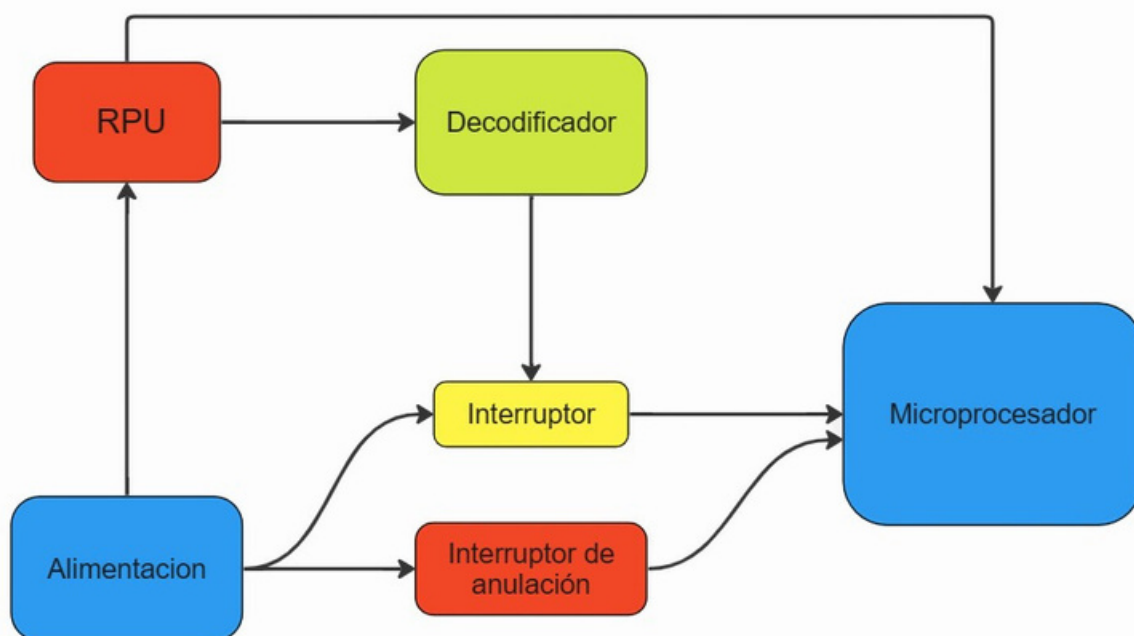 RPU
Decodificador
Interruptor
Microprocesador
Alimentacion
Interruptor de
anulación